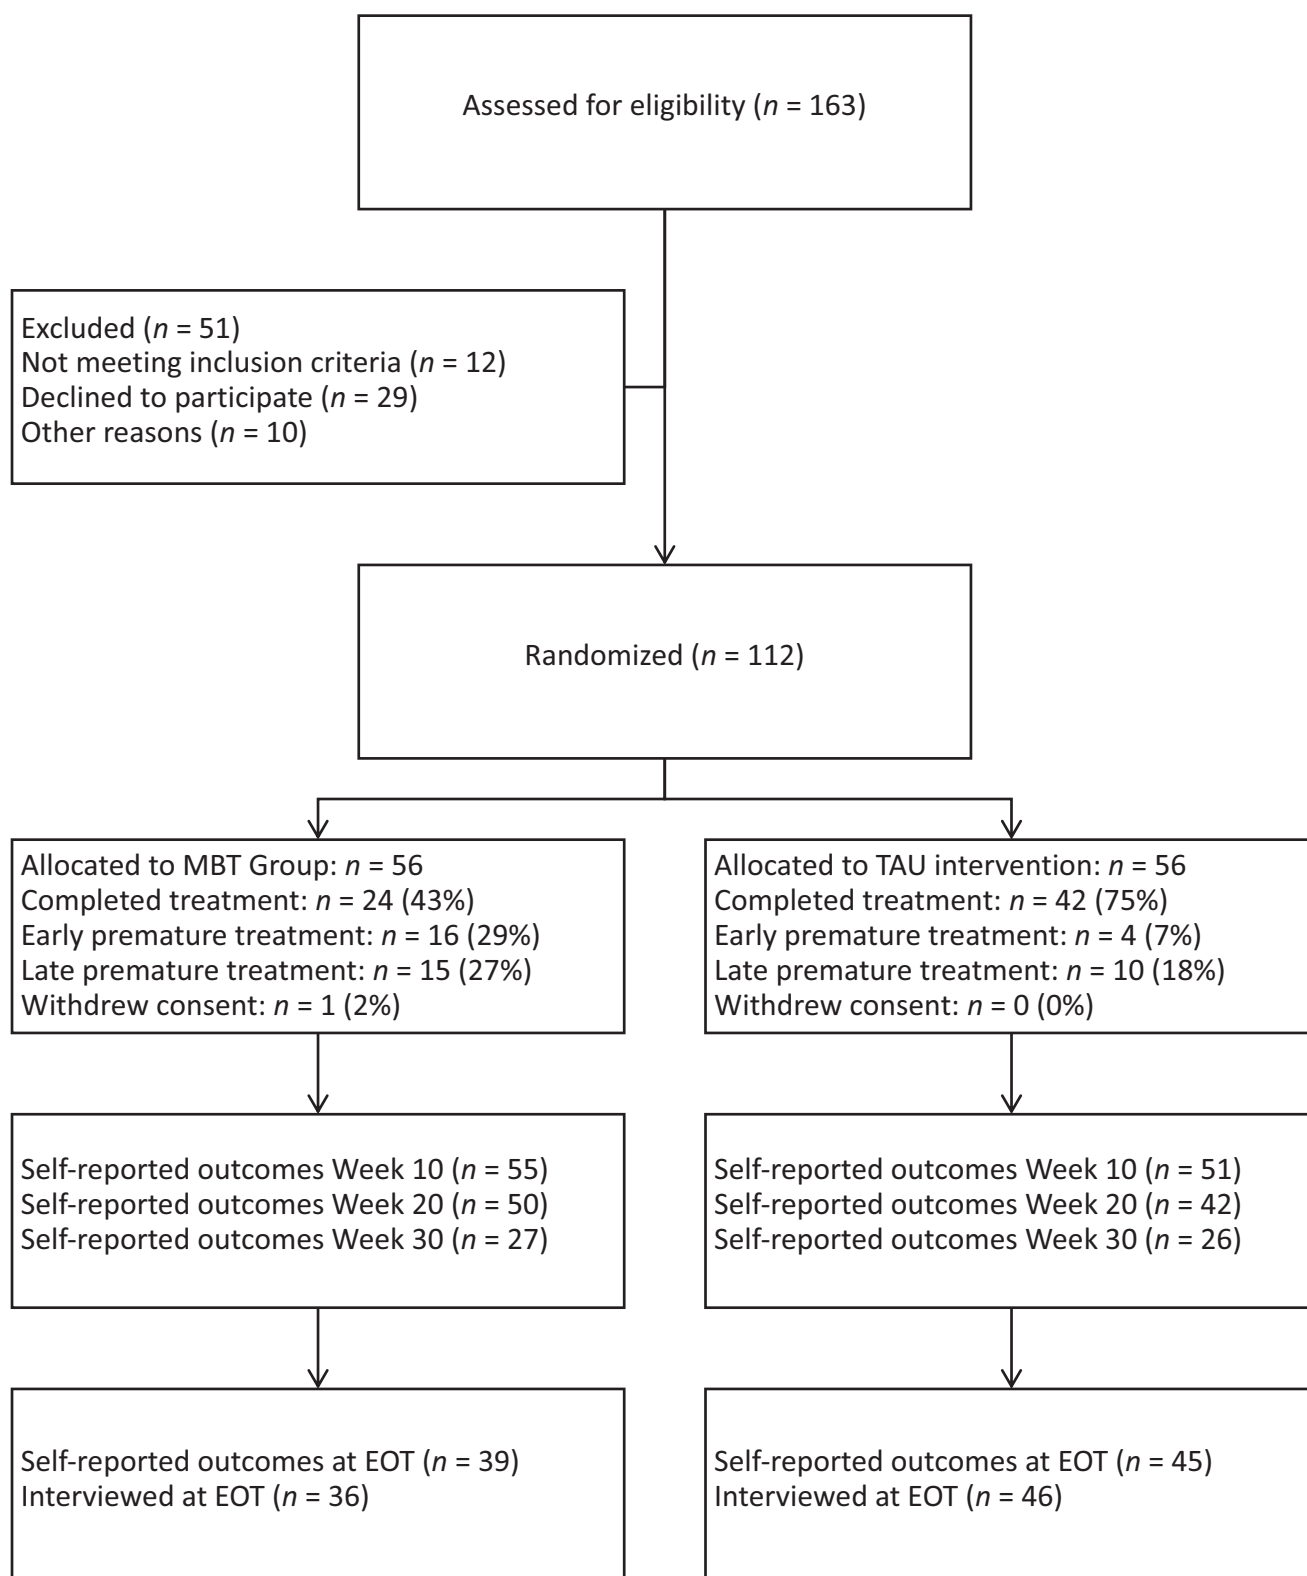 Assessed for eligibility (n = 163)
Excluded (n = 51)
Not meeting inclusion criteria (n = 12)
Declined to participate (n = 29)
Other reasons (n = 10)
Randomized (n = 112)
Allocated to MBT Group: n = 56
Completed treatment: n = 24 (43%)
Early premature treatment: n = 16 (29%)
Late premature treatment: n = 15 (27%)
Withdrew consent: n = 1 (2%)
Allocated to TAU intervention: n = 56
Completed treatment: n = 42 (75%)
Early premature treatment: n = 4 (7%)
Late premature treatment: n = 10 (18%)
Withdrew consent: n = 0 (0%)
Self-reported outcomes Week 10 (n = 55)
Self-reported outcomes Week 20 (n = 50)
Self-reported outcomes Week 30 (n = 27)
Self-reported outcomes Week 10 (n = 51)
Self-reported outcomes Week 20 (n = 42)
Self-reported outcomes Week 30 (n = 26)
Self-reported outcomes at EOT (n = 39)
Interviewed at EOT (n = 36)
Self-reported outcomes at EOT (n = 45)
Interviewed at EOT (n = 46)